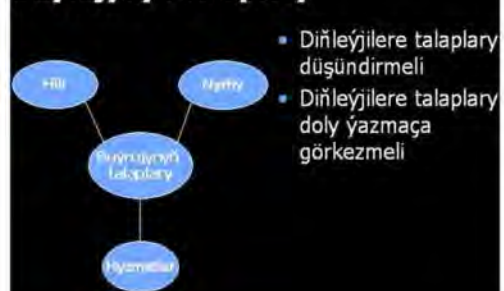 Hili
Nyrhy
talaplary
Hyzmatlar
Diňleýjilere talaplary
düşündirmeli
Diňleýjilere talaplary
doly ýazmaça
görkezmeli